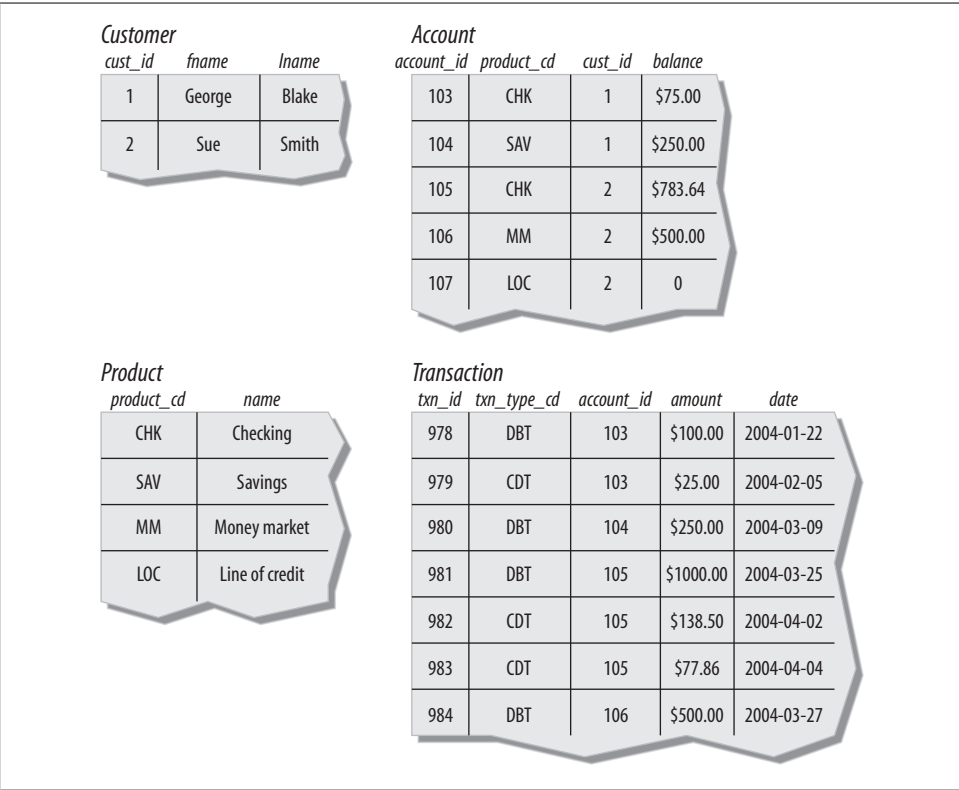 Customer
cust_id fname lname
1 George Blake
2 Sue Smith
Account
account_id product_cd cust_id balance
103 CHK 1 $75.00
104 SAV 1 $250.00
105 CHK 2 $783.64
106 MM 2 $500.00
107 LOC 2 0
Product
product_cd name
CHK Checking
SAV Savings
MM Money market
LOC Line of credit
Transaction
txn_id txn_type_cd account_id amount date
978 DBT 103 $100.00 2004-01-22
979 CDT 103 $25.00 2004-02-05
980 DBT 104 $250.00 2004-03-09
981 DBT 105 $1000.00 2004-03-25
982 CDT 105 $138.50 2004-04-02
983 CDT 105 $77.86 2004-04-04
984 DBT 106 $500.00 2004-03-27